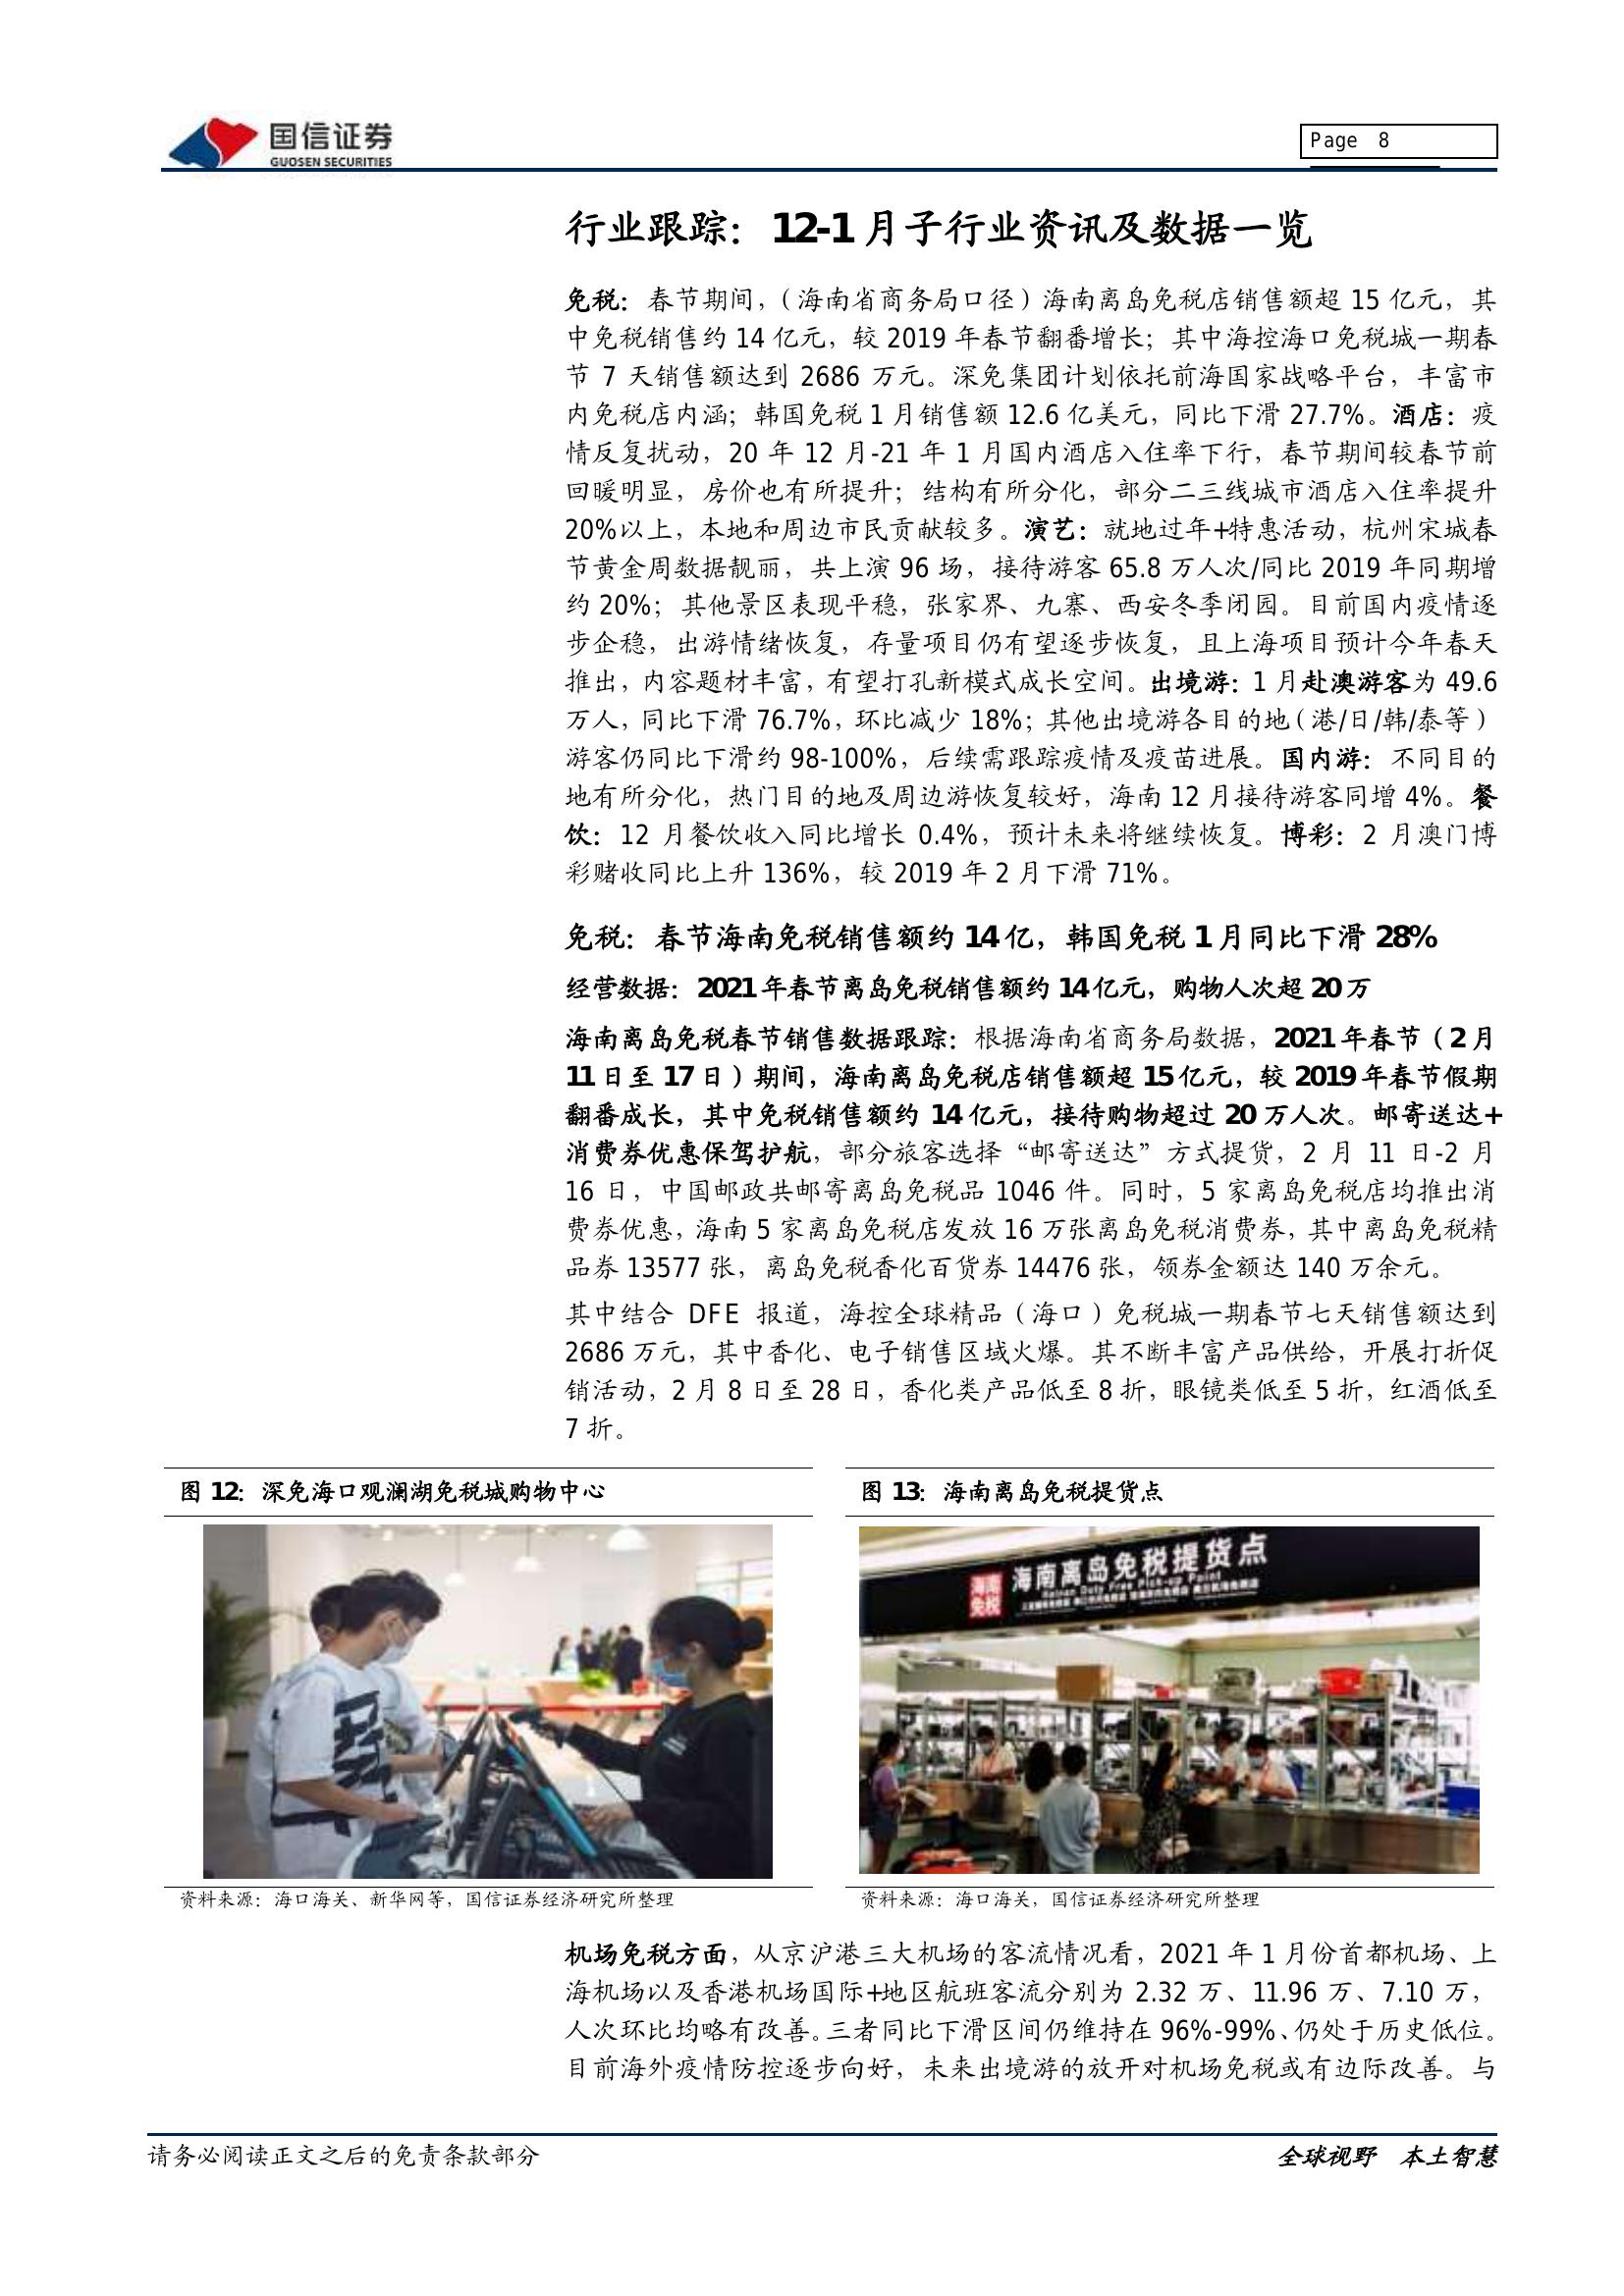 国信证券
GUOSEN SECURITIES
Page 8
行业跟踪：12-1 月子行业资讯及数据一览
免税：春节期间，（海南省商务局口径）海南离岛免税店销售额超 15 亿元，其
中免税销售约 14 亿元，较 2019 年春节翻番增长；其中海控海口免税城一期春
节 7 天销售额达到 2686 万元。深免集团计划依托前海国家战略平台，丰富市
内免税店内涵；韩国免税 1 月销售额 12.6 亿美元，同比下滑 27.7%。酒店：疫
情反复扰动，20 年 12 月-21 年 1 月国内酒店入住率下行，春节期间较春节前
回暖明显，房价也有所提升；结构有所分化，部分二三线城市酒店入住率提升
20%以上，本地和周边市民贡献较多。演艺：就地过年+特惠活动，杭州宋城春
节黄金周数据靓丽，共上演 96 场，接待游客 65.8 万人次/同比 2019 年同期增
约 20%；其他景区表现平稳，张家界、九寨、西安冬季闭园。目前国内疫情逐
步企稳，出游情绪恢复，存量项目仍有望逐步恢复，且上海项目预计今年春天
推出，内容题材丰富，有望打孔新模式成长空间。出境游：1 月赴澳游客为 49.6
万人，同比下滑 76.7%，环比减少 18%；其他出境游各目的地（港/日/韩/泰等）
游客仍同比下滑约 98-100%，后续需跟踪疫情及疫苗进展。国内游：不同目的
地有所分化，热门目的地及周边游恢复较好，海南 12 月接待游客同增 4%。餐
饮：12 月餐饮收入同比增长 0.4%，预计未来将继续恢复。博彩：2 月澳门博
彩赌收同比上升 136%，较 2019 年 2 月下滑 71%。
免税：春节海南免税销售额约 14 亿，韩国免税 1 月同比下滑 28%
经营数据：2021 年春节离岛免税销售额约 14 亿元，购物人次超 20 万
海南离岛免税春节销售数据跟踪：根据海南省商务局数据，2021 年春节（2 月
11 日至 17 日）期间，海南离岛免税店销售额超 15 亿元，较 2019 年春节假期
翻番成长，其中免税销售额约 14 亿元，接待购物超过 20 万人次。邮寄送达+
消费券优惠保驾护航，部分旅客选择“邮寄送达”方式提货，2 月 11 日-2 月
16 日，中国邮政共邮寄离岛免税品 1046 件。同时，5 家离岛免税店均推出消
费券优惠，海南 5 家离岛免税店发放 16 万张离岛免税消费券，其中离岛免税精
品券 13577 张，离岛免税香化百货券 14476 张，领券金额达 140 万余元。
其中结合 DFE 报道，海控全球精品（海口）免税城一期春节七天销售额达到
2686 万元，其中香化、电子销售区域火爆。其不断丰富产品供给，开展打折促
销活动，2 月 8 日至 28 日，香化类产品低至 8 折，眼镜类低至 5 折，红酒低至
7 折。
图 12：深免海口观澜湖免税城购物中心
图 13：海南离岛免税提货点
海南
免税
海南离岛免税提货点
Hainan Duty Free Pick-up Point
资料来源：海口海关、新华网等，国信证券经济研究所整理
资料来源：海口海关，国信证券经济研究所整理
机场免税方面，从京沪港三大机场的客流情况看，2021 年 1 月份首都机场、上
海机场以及香港机场国际+地区航班客流分别为 2.32 万、11.96 万、7.10 万，
人次环比均略有改善。三者同比下滑区间仍维持在 96%-99%、仍处于历史低位。
目前海外疫情防控逐步向好，未来出境游的放开对机场免税或有边际改善。与
请务必阅读正文之后的免责条款部分
全球视野 本土智慧